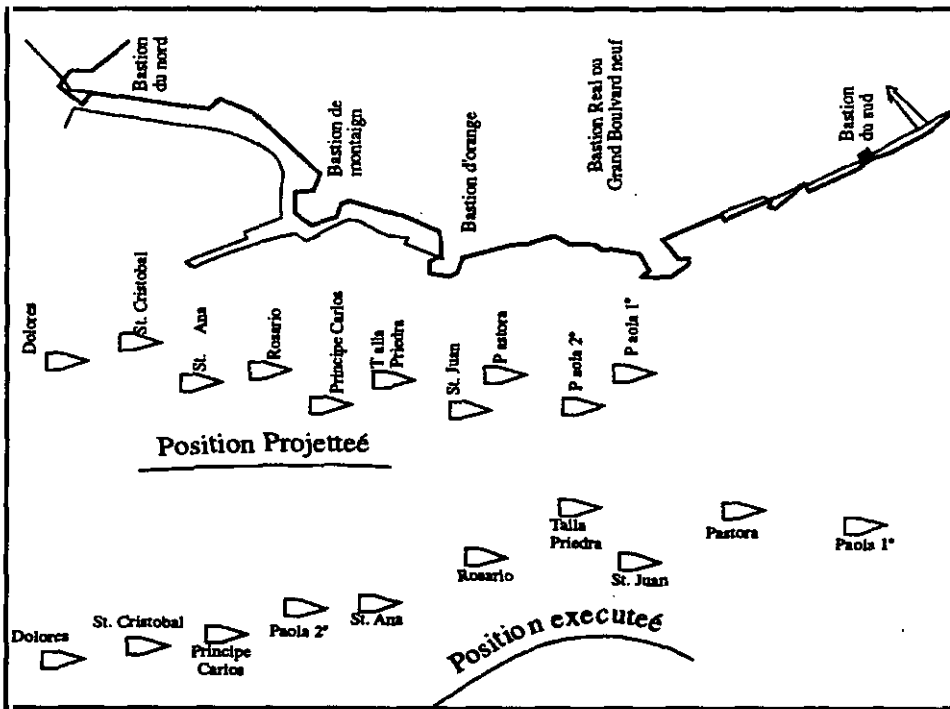 Bastion
du nord
Bastion de
montaign
Bastion d'orange
Bastion Real ou
Grand Boulvard neuf
Bastion
du sud
Dolores
St. Cristobal
St. Ana
Rosario
Principe Carlos
Talla
Priedra
St. Juan
Pastora
Paola 2°
Paola 1°
Position Projetteé
Talla
Priedra
Pastora
Paola 1°
Rosario
St. Juan
Paola 2°
St. Ana
St. Cristobal
Dolores
Principe
Carlos
Position executeé